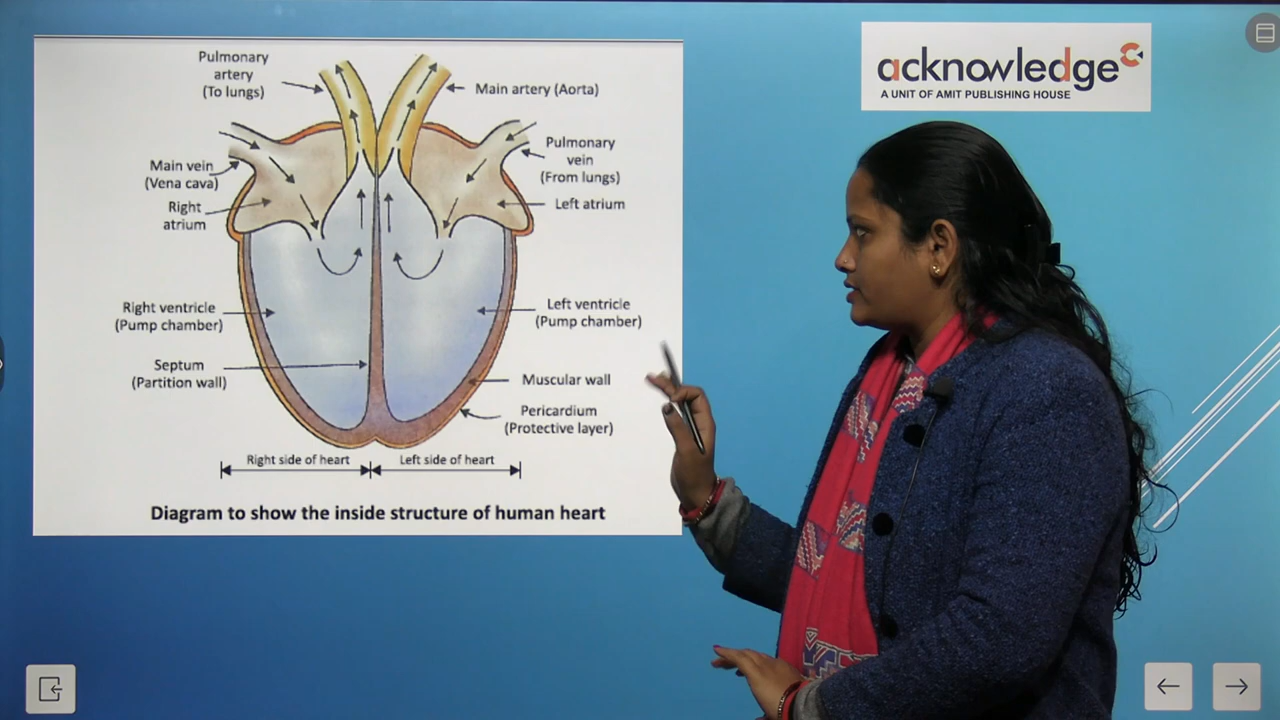 Pulmonary
artery
(To lungs)
Main artery (Aorta)
Main vein
(Vena cava)
Pulmonary
vein
(From lungs)
Right
atrium
Left atrium
Right ventricle
(Pump chamber)
Left ventricle
(Pump chamber)
Septum
(Partition wall)
Muscular wall
Pericardium
(Protective layer)
Right side of heart
Left side of heart
Diagram to show the inside structure of human heart
acknowledge
A UNIT OF AMIT PUBLISHING HOUSE